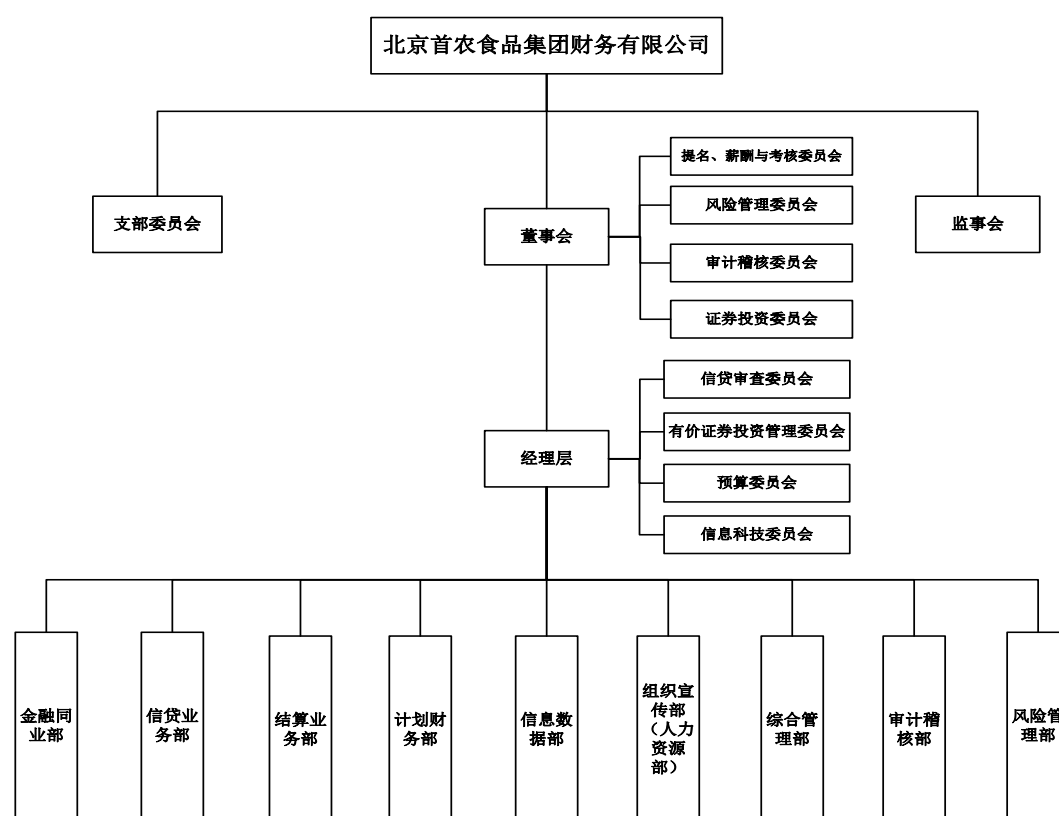 北京首农食品集团财务有限公司
提名、薪酬与考核委员会
支部委员会
董事会
风险管理委员会
监事会
审计稽核委员会
证券投资委员会
信贷审查委员会
有价证券投资管理委员会
经理层
预算委员会
信息科技委员会
金融同
业部
信贷业
务部
结算业
务部
计划财
务部
信息数
据部
组织宣
传部
（人力
资源
部）
综合管
理部
审计稽
核部
风险管
理部